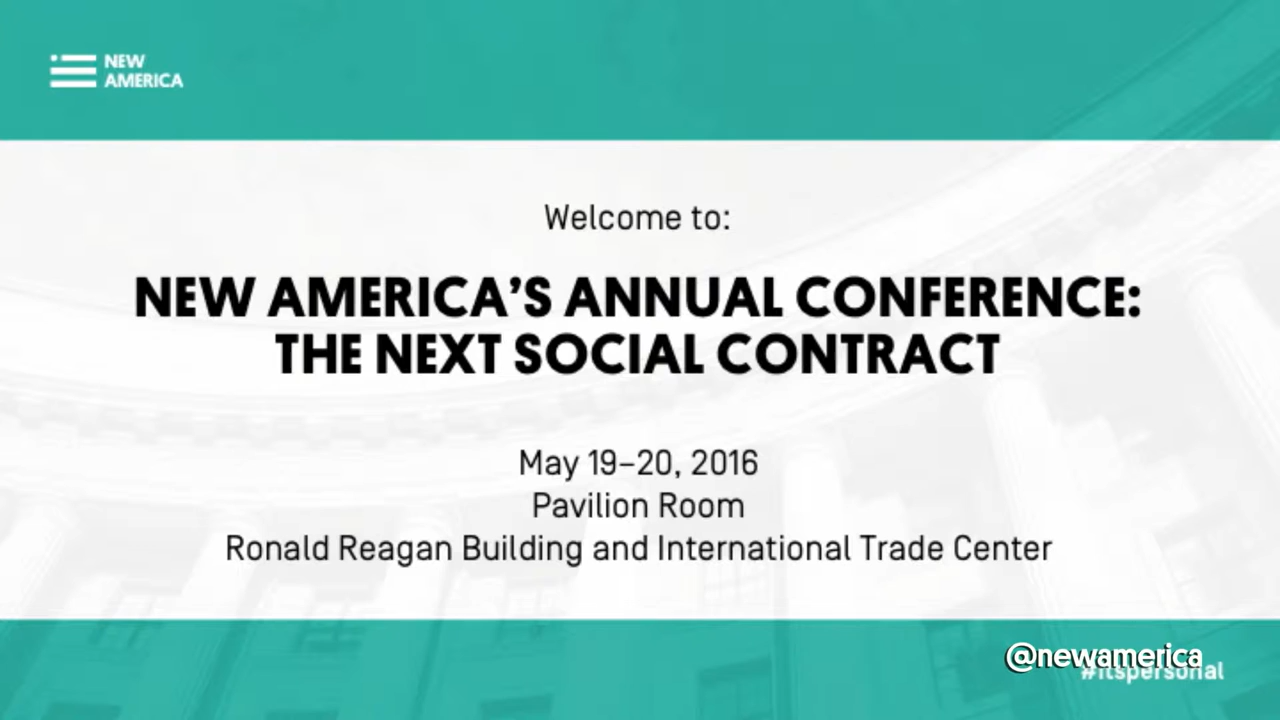 NEW
AMERICA
Welcome to:
NEW AMERICA’S ANNUAL CONFERENCE:
THE NEXT SOCIAL CONTRACT
May 19–20, 2016
Pavilion Room
Ronald Reagan Building and International Trade Center
@newamerica
#itspersonal